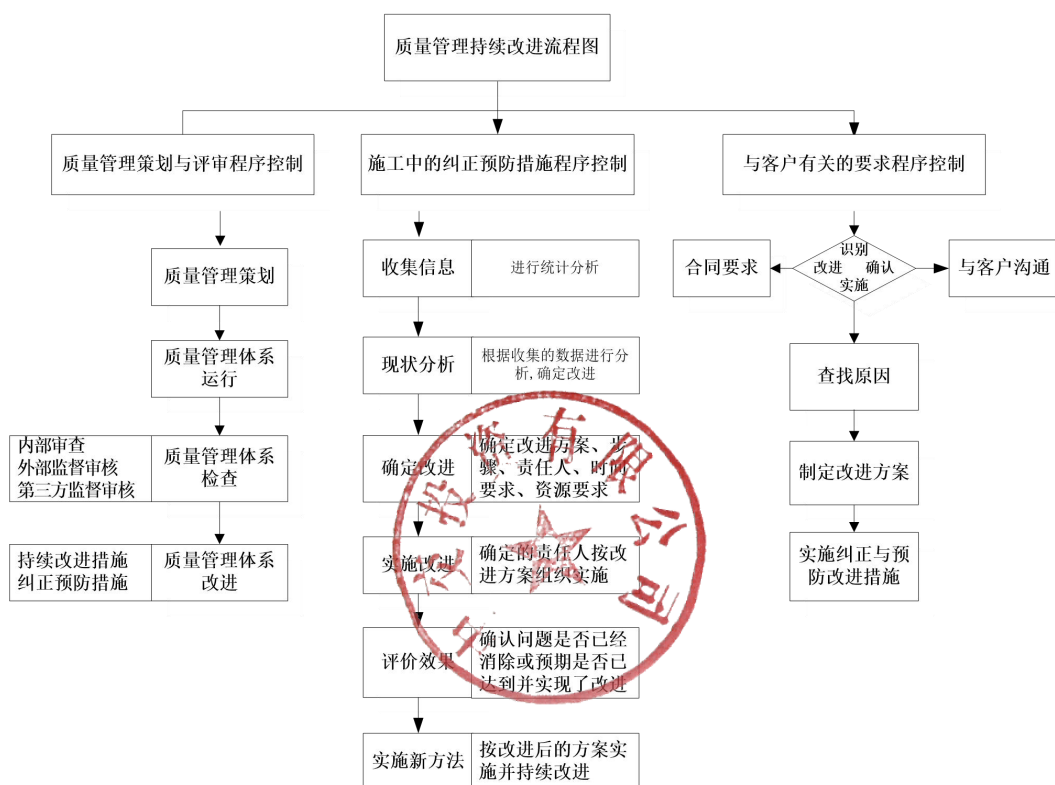 质量管理持续改进流程图
质量管理策划与评审程序控制
施工中的纠正预防措施程序控制
与客户有关的要求程序控制
质量管理策划
质量管理体系
运行
内部审查
外部监督审核
第三方监督审核
质量管理体系
检查
持续改进措施
纠正预防措施
质量管理体系
改进
收集信息
进行统计分析
现状分析
根据收集的数据进行分
析,确定改进
确定改进
确定改进方案、步
骤、责任人、时间
要求、资源要求
实施改进
确定的责任人按改
进方案组织实施
评价效果
确认问题是否已经
消除或预期是否已
达到并实现了改进
实施新方法
按改进后的方案实
施并持续改进
合同要求
识别
改进 确认
实施
与客户沟通
查找原因
制定改进方案
实施纠正与预
防改进措施
投资有限公司